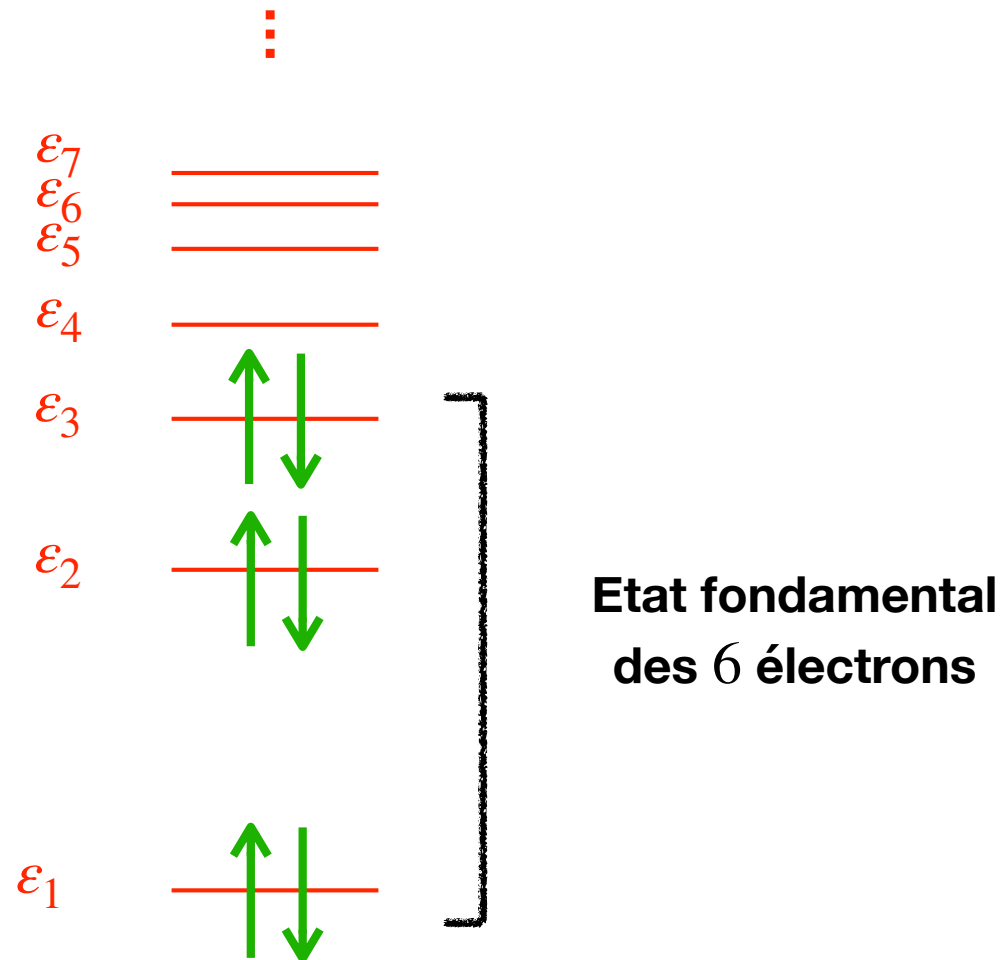 ⋮
ε₇
ε₆
ε₅
ε₄
ε₃
ε₂
ε₁
Etat fondamental
des 6 électrons